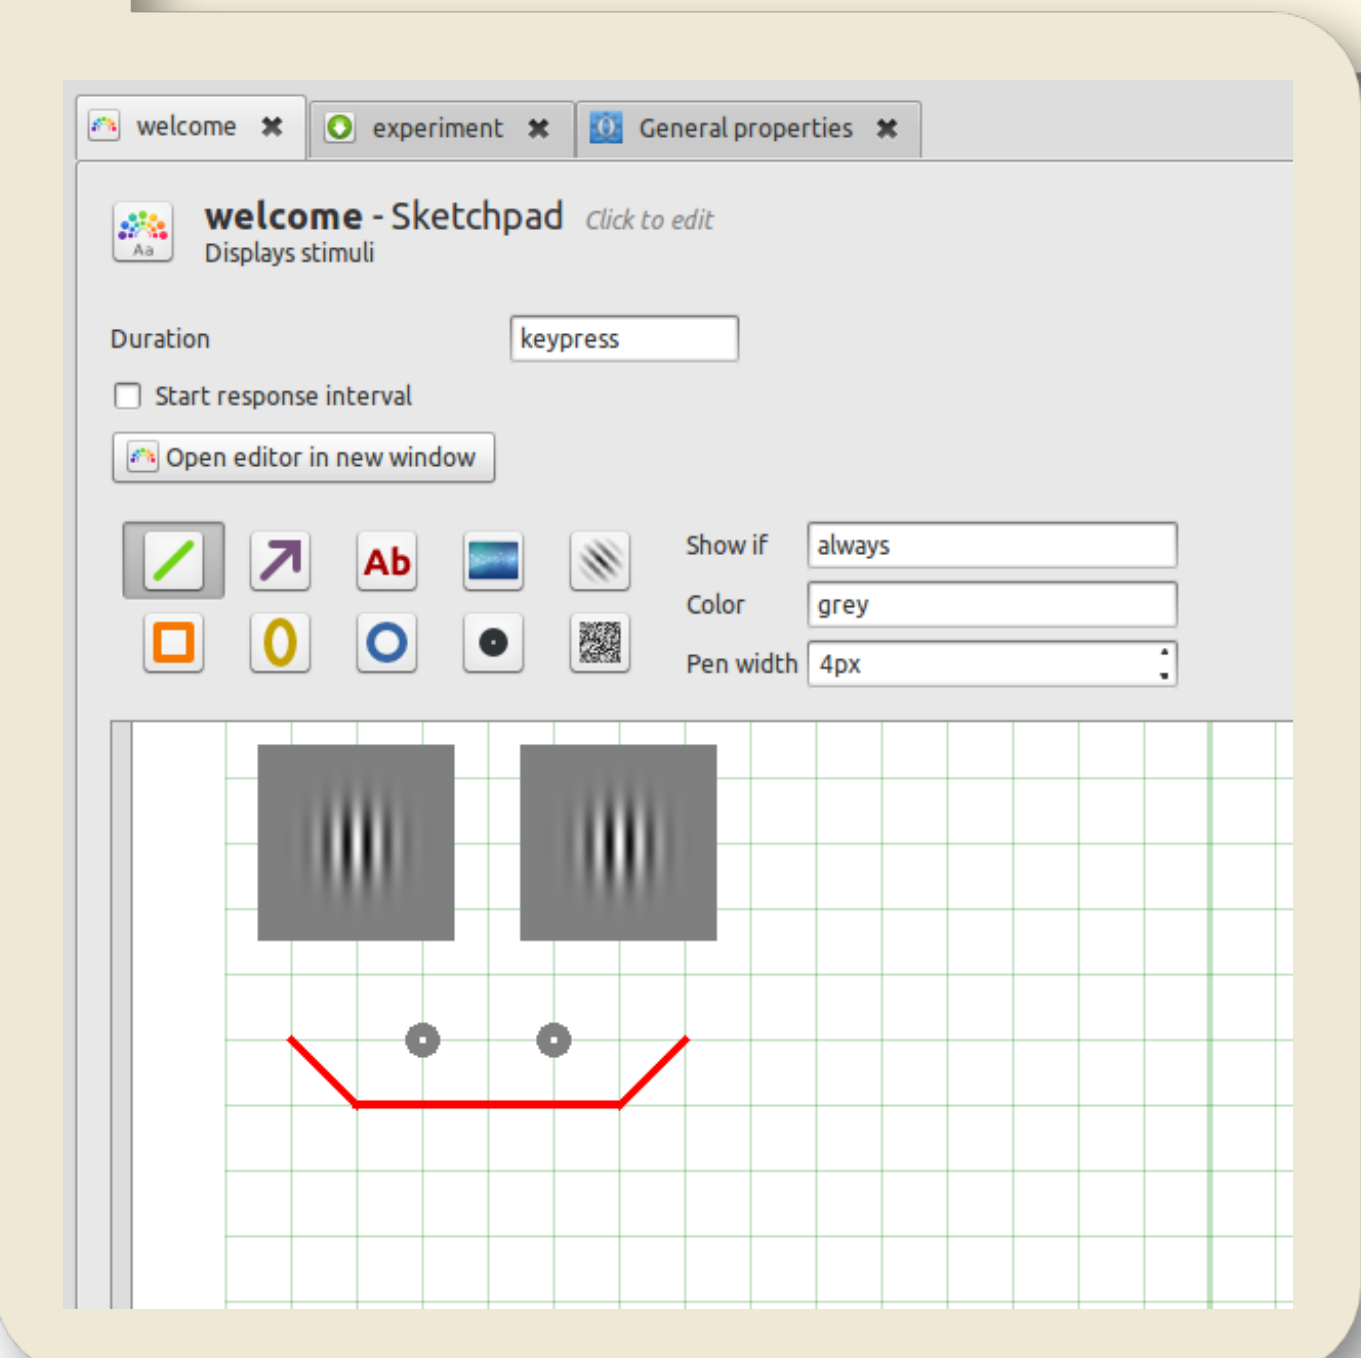 welcome
experiment
General properties
welcome - Sketchpad Click to edit
Aa
Displays stimuli
Duration
keypress
Start response interval
Open editor in new window
Ab
Show if
always
Color
grey
Pen width
4px